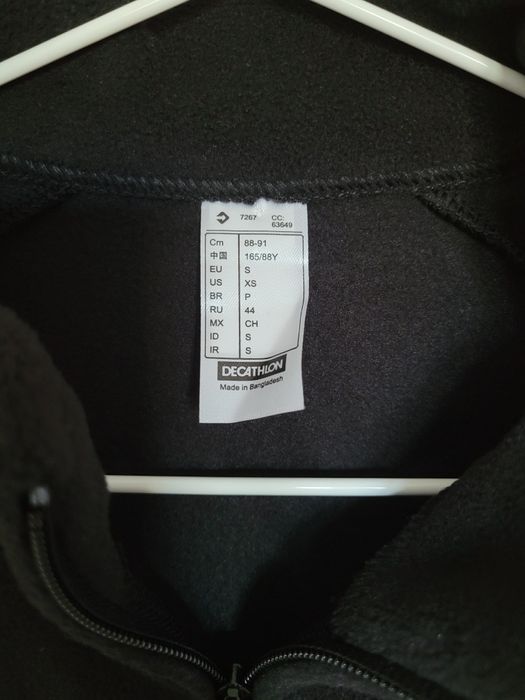 7267 CC: 63649
Cm 88-91
中国 165/88Y
EU S
US XS
BR P
RU 44
MX CH
ID S
IR S
DECATHLON
Made in Bangladesh